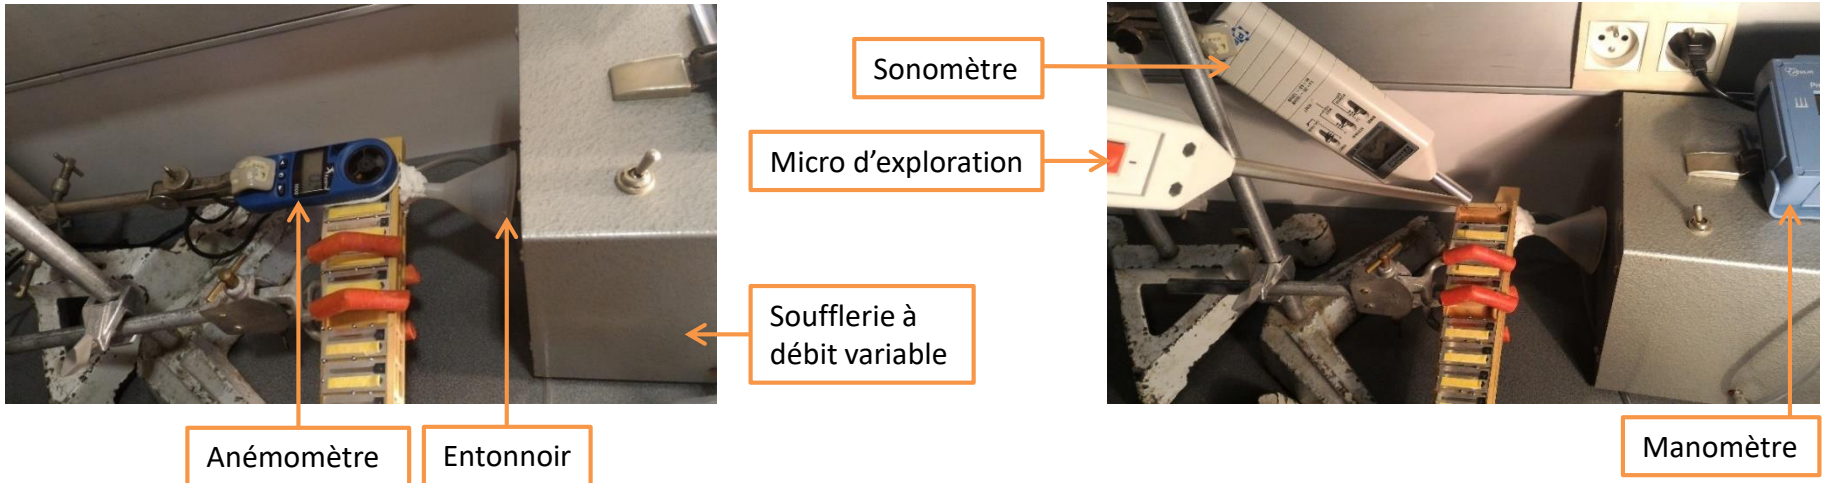 Sonomètre
Micro d'exploration
Soufflerie à
débit variable
Anémomètre
Entonnoir
Manomètre